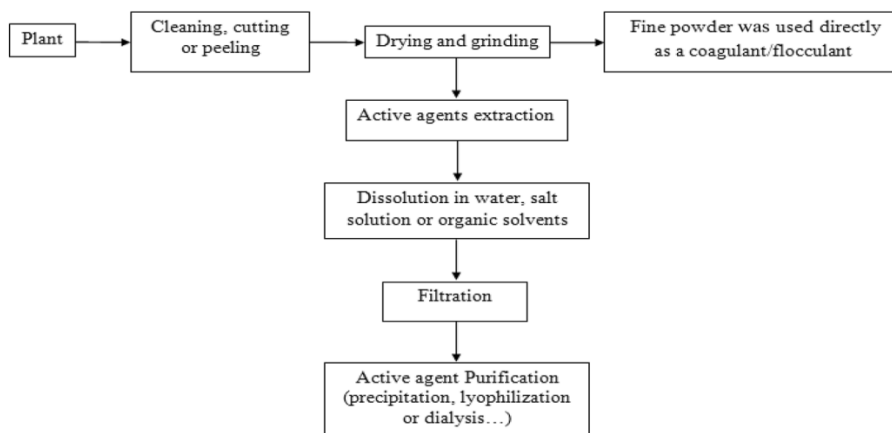 Plant
Cleaning, cutting
or peeling
Drying and grinding
Fine powder was used directly
as a coagulant/flocculant
Active agents extraction
Dissolution in water, salt
solution or organic solvents
Filtration
Active agent Purification
(precipitation, lyophilization
or dialysis…)